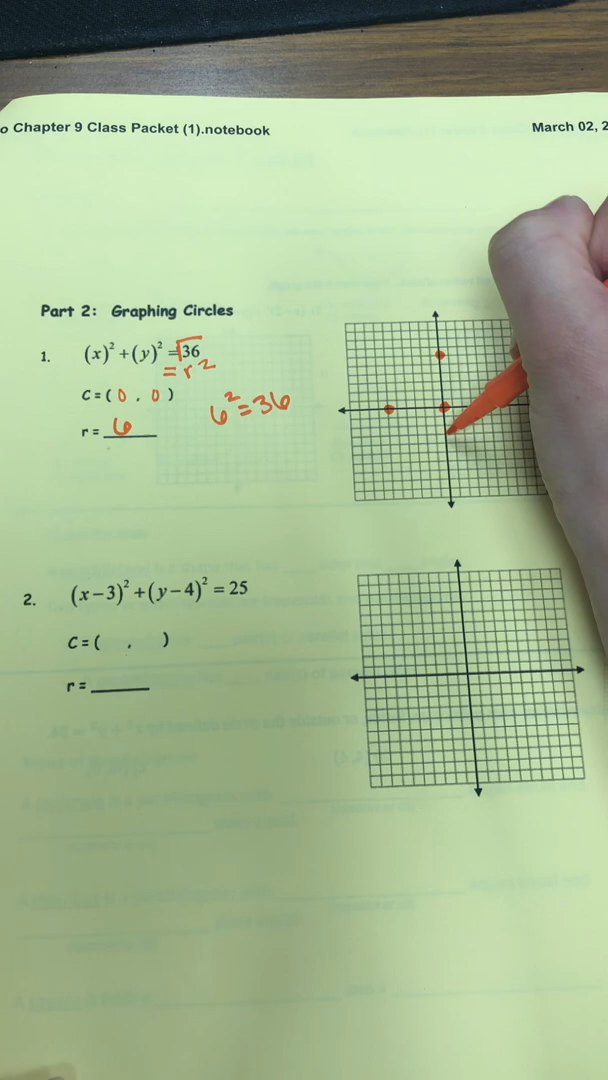 o Chapter 9 Class Packet (1).notebook
March 02, 2
Part 2: Graphing Circles
1. (x)² + (y)² = √36
= r²
C = ( 0 , 0 )
6² = 36
r = 6
2. (x − 3)² + (y − 4)² = 25
C = ( , )
r = ______